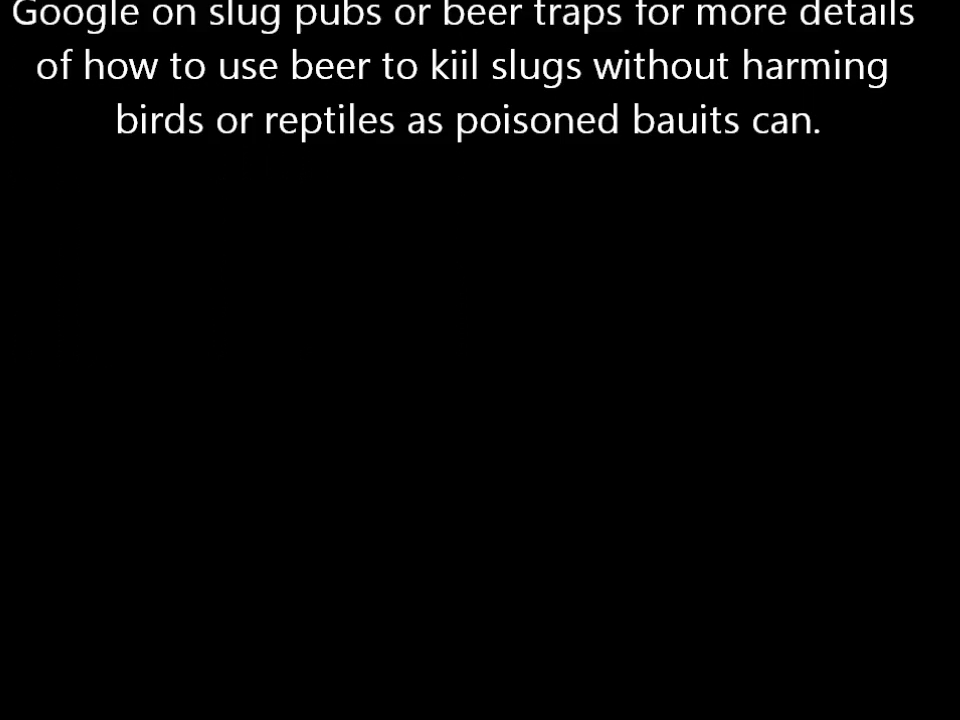 Google on slug pubs or beer traps for more details
of how to use beer to kiil slugs without harming
birds or reptiles as poisoned bauits can.